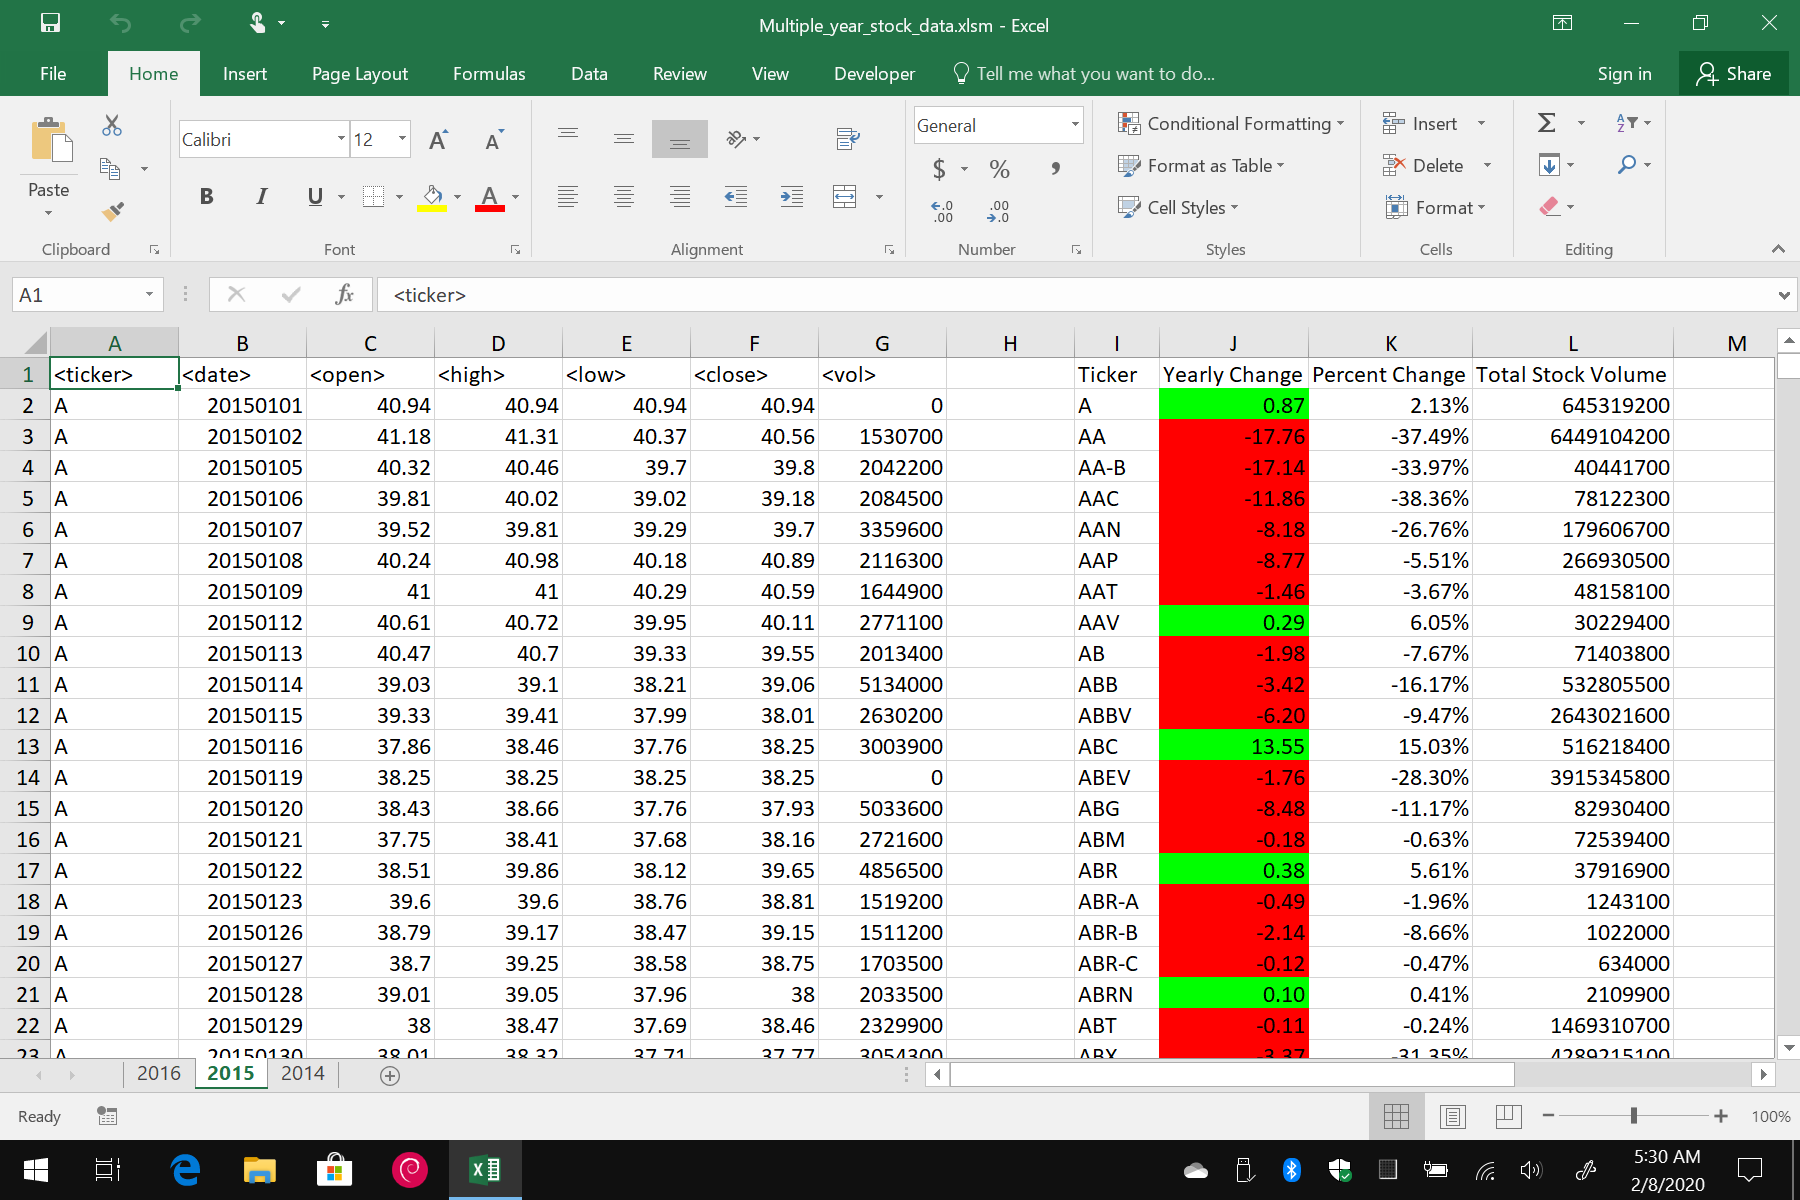 Multiple_year_stock_data.xlsm - Excel
File Home Insert Page Layout Formulas Data Review View Developer Tell me what you want to do... Sign in Share
Paste
Calibri 12
B I U A
General
$ % ,
Conditional Formatting
Format as Table
Cell Styles
Insert
Delete
Format
Clipboard Font Alignment Number Styles Cells Editing
A1 fx <ticker>
A B C D E F G H I J K L M
1 <ticker> <date> <open> <high> <low> <close> <vol> Ticker Yearly Change Percent Change Total Stock Volume
2 A 20150101 40.94 40.94 40.94 40.94 0 A 0.87 2.13% 645319200
3 A 20150102 41.18 41.31 40.37 40.56 1530700 AA -17.76 -37.49% 6449104200
4 A 20150105 40.32 40.46 39.7 39.8 2042200 AA-B -17.14 -33.97% 40441700
5 A 20150106 39.81 40.02 39.02 39.18 2084500 AAC -11.86 -38.36% 78122300
6 A 20150107 39.52 39.81 39.29 39.7 3359600 AAN -8.18 -26.76% 179606700
7 A 20150108 40.24 40.98 40.18 40.89 2116300 AAP -8.77 -5.51% 266930500
8 A 20150109 41 41 40.29 40.59 1644900 AAT -1.46 -3.67% 48158100
9 A 20150112 40.61 40.72 39.95 40.11 2771100 AAV 0.29 6.05% 30229400
10 A 20150113 40.47 40.7 39.33 39.55 2013400 AB -1.98 -7.67% 71403800
11 A 20150114 39.03 39.1 38.21 39.06 5134000 ABB -3.42 -16.17% 532805500
12 A 20150115 39.33 39.41 37.99 38.01 2630200 ABBV -6.20 -9.47% 2643021600
13 A 20150116 37.86 38.46 37.76 38.25 3003900 ABC 13.55 15.03% 516218400
14 A 20150119 38.25 38.25 38.25 38.25 0 ABEV -1.76 -28.30% 3915345800
15 A 20150120 38.43 38.66 37.76 37.93 5033600 ABG -8.48 -11.17% 82930400
16 A 20150121 37.75 38.41 37.68 38.16 2721600 ABM -0.18 -0.63% 72539400
17 A 20150122 38.51 39.86 38.12 39.65 4856500 ABR 0.38 5.61% 37916900
18 A 20150123 39.6 39.6 38.76 38.81 1519200 ABR-A -0.49 -1.96% 1243100
19 A 20150126 38.79 39.17 38.47 39.15 1511200 ABR-B -2.14 -8.66% 1022000
20 A 20150127 38.7 39.25 38.58 38.75 1703500 ABR-C -0.12 -0.47% 634000
21 A 20150128 39.01 39.05 37.96 38 2033500 ABRN 0.10 0.41% 2109900
22 A 20150129 38 38.47 37.69 38.46 2329900 ABT -0.11 -0.24% 1469310700
23 A 20150130 38.01 38.32 37.71 37.77 3054300 ABX -3.37 -31.35% 4289215100
2016 2015 2014
Ready 100%
5:30 AM
2/8/2020